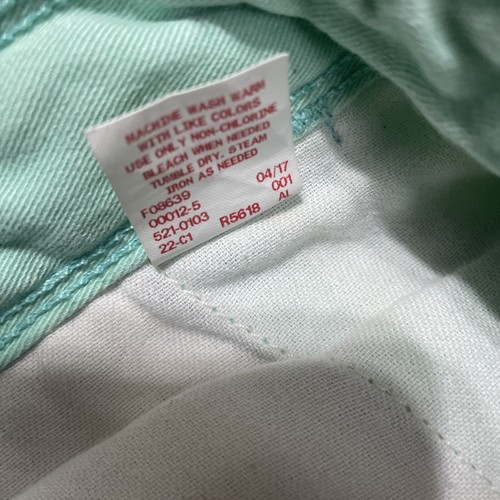 MACHINE WASH WARM
WITH LIKE COLORS
USE ONLY NON-CHLORINE
BLEACH WHEN NEEDED
TUMBLE DRY. STEAM
IRON AS NEEDED
F08639 04/17
00012-5 001
521-0103 AI
22-C1 R5618